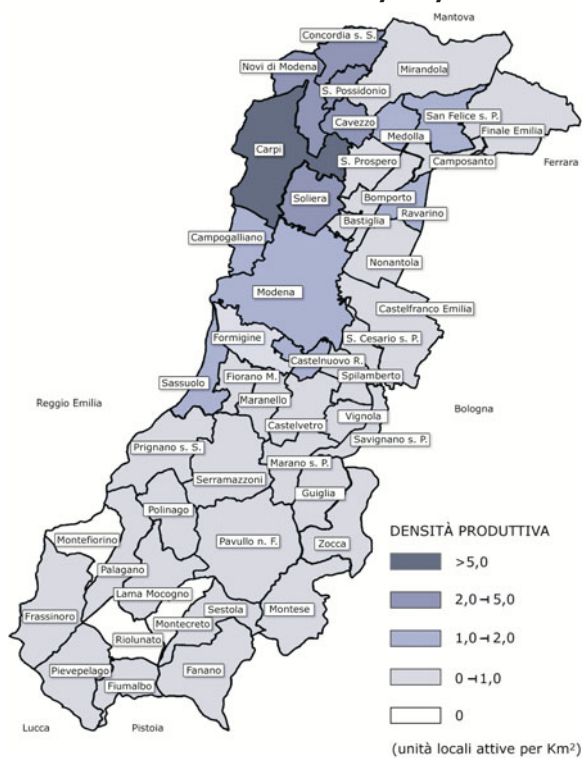 Mantova
Concordia s. S.
Novi di Modena
Mirandola
S. Possidonio
Cavezzo
San Felice s. P.
Medolla
Finale Emilia
Carpi
S. Prospero
Camposanto
Ferrara
Soliera
Bomporto
Ravarino
Bastiglia
Campogalliano
Nonantola
Modena
Castelfranco Emilia
Formigine
S. Cesario s. P.
Castelnuovo R.
Sassuolo
Fiorano M.
Spilamberto
Reggio Emilia
Maranello
Bologna
Vignola
Castelvetro
Savignano s. P.
Prignano s. S.
Marano s. P.
Serramazzoni
Guiglia
Polinago
Montefiorino
Pavullo n. F.
Zocca
Palagano
Lama Mocogno
Frassinoro
Sestola
Montese
Montecreto
Riolunato
Pievepelago
Fanano
Fiumalbo
Lucca
Pistoia
DENSITÀ PRODUTTIVA
>5,0
2,0⊣5,0
1,0⊣2,0
0⊣1,0
0
(unità locali attive per Km²)